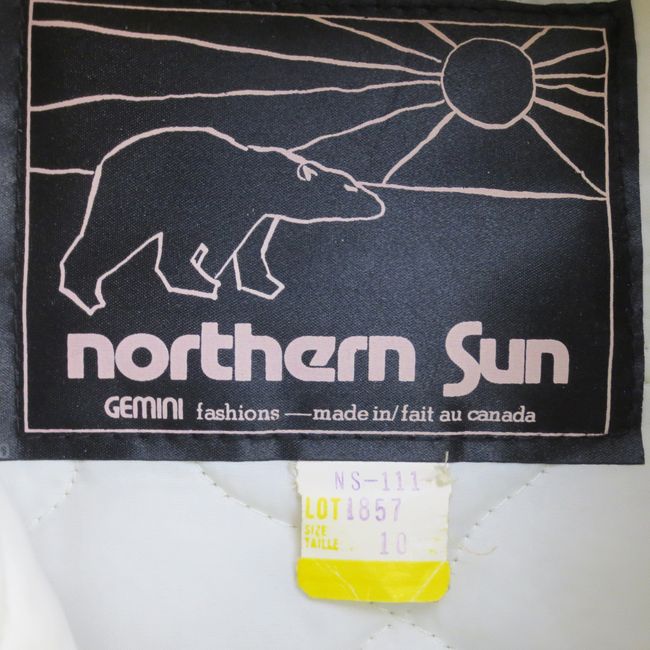 northern Sun
GEMINI fashions — made in/fait au canada
NS-111
LOT 1857
SIZE
TAILLE 10